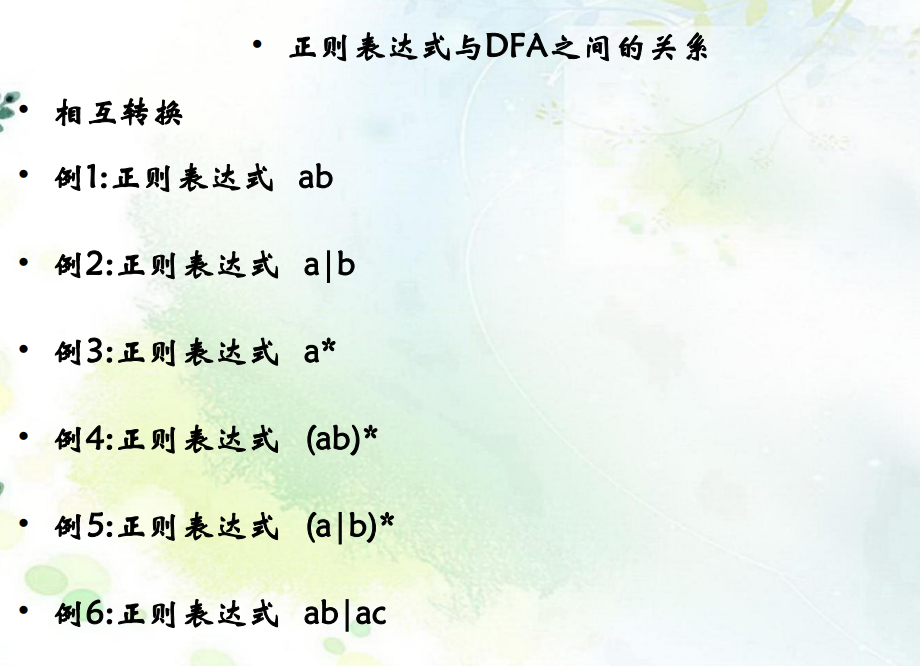 • 正则表达式与DFA之间的关系
• 相互转换
• 例1:正则表达式 ab
• 例2:正则表达式 a|b
• 例3:正则表达式 a*
• 例4:正则表达式 (ab)*
• 例5:正则表达式 (a|b)*
• 例6:正则表达式 ab|ac